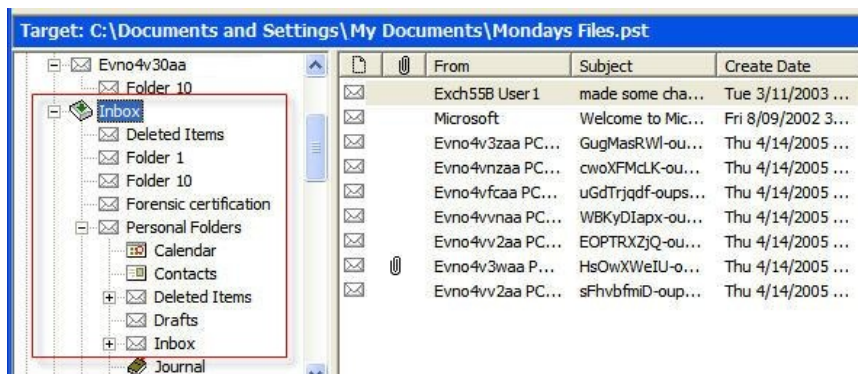 Target: C:\Documents and Settings\My Documents\Mondays Files.pst
Evno4v30aa
Folder 10
Inbox
Deleted Items
Folder 1
Folder 10
Forensic certification
Personal Folders
Calendar
Contacts
Deleted Items
Drafts
Inbox
Journal
From Subject Create Date
Exch55B User1 made some cha... Tue 3/11/2003 ...
Microsoft Welcome to Mic... Fri 8/09/2002 3...
Evno4v3zaa PC... GugMasRWl-ou... Thu 4/14/2005 ...
Evno4vnzaa PC... cwoXFMcLK-ou... Thu 4/14/2005 ...
Evno4vfcaa PC... uGdTrjqdf-oups... Thu 4/14/2005 ...
Evno4vvnaa PC... WBKyDIapx-ou... Thu 4/14/2005 ...
Evno4vv2aa PC... EOPTRXZjQ-ou... Thu 4/14/2005 ...
Evno4v3waa P... HsOwXWeIU-o... Thu 4/14/2005 ...
Evno4vv2aa PC... sFhvbfmiD-oup... Thu 4/14/2005 ...